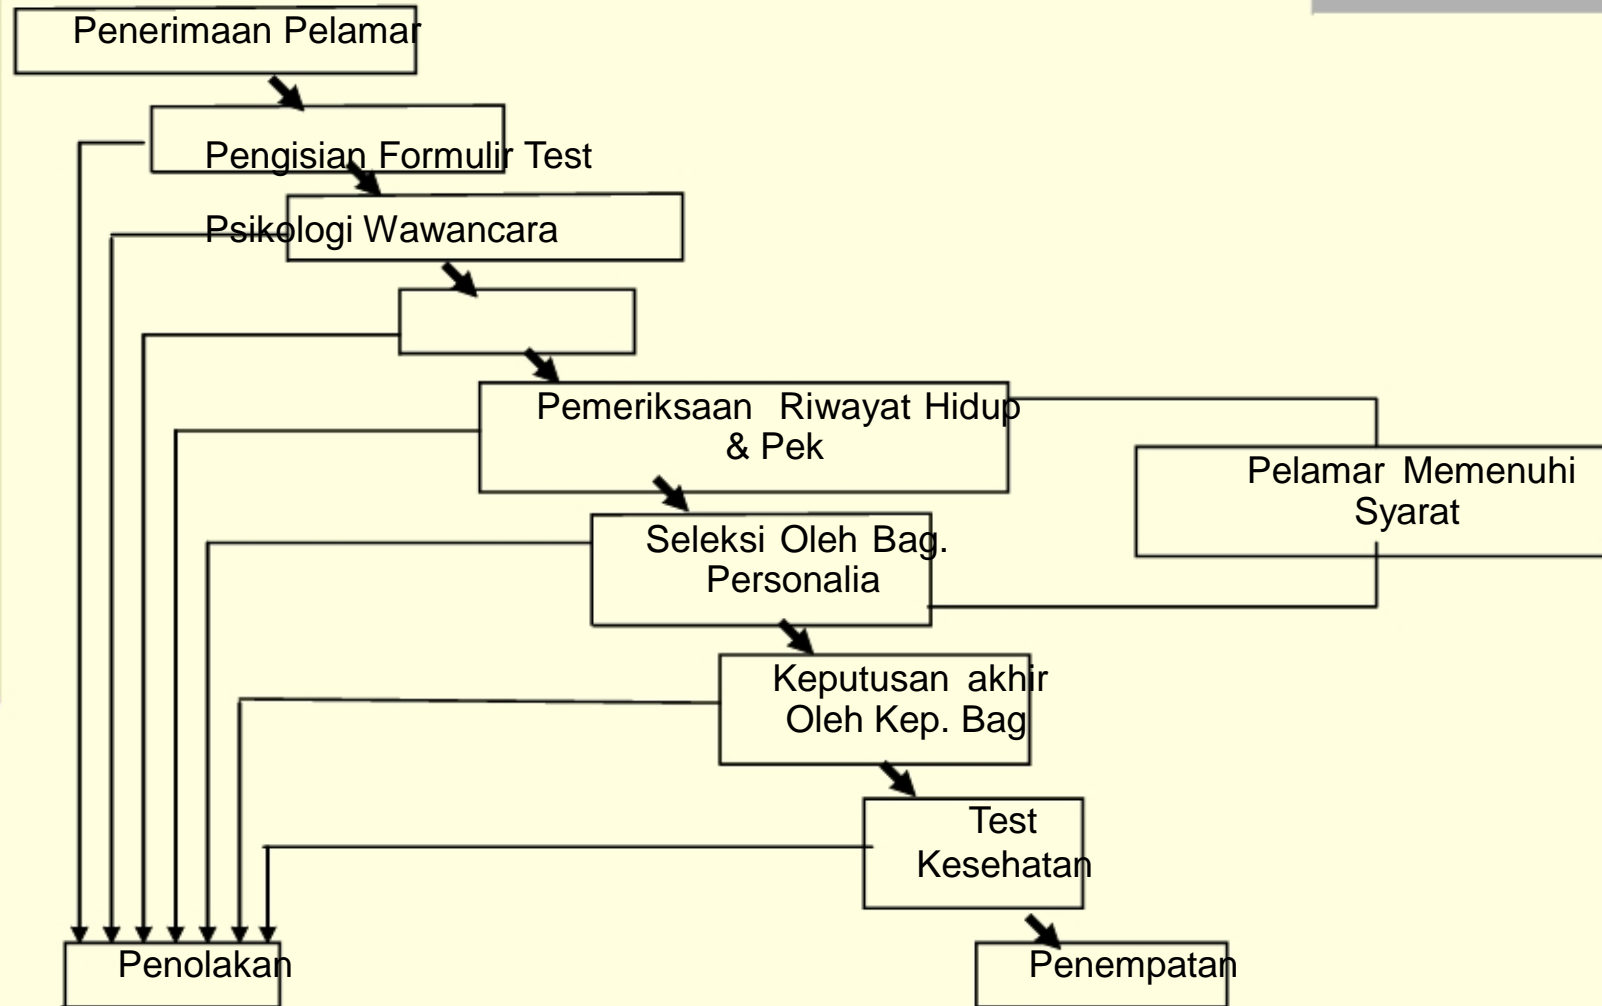 Penerimaan Pelamar
Pengisian Formulir Test
Psikologi Wawancara
Pemeriksaan Riwayat Hidup
& Pek
Pelamar Memenuhi
Syarat
Seleksi Oleh Bag.
Personalia
Keputusan akhir
Oleh Kep. Bag
Test
Kesehatan
Penolakan
Penempatan